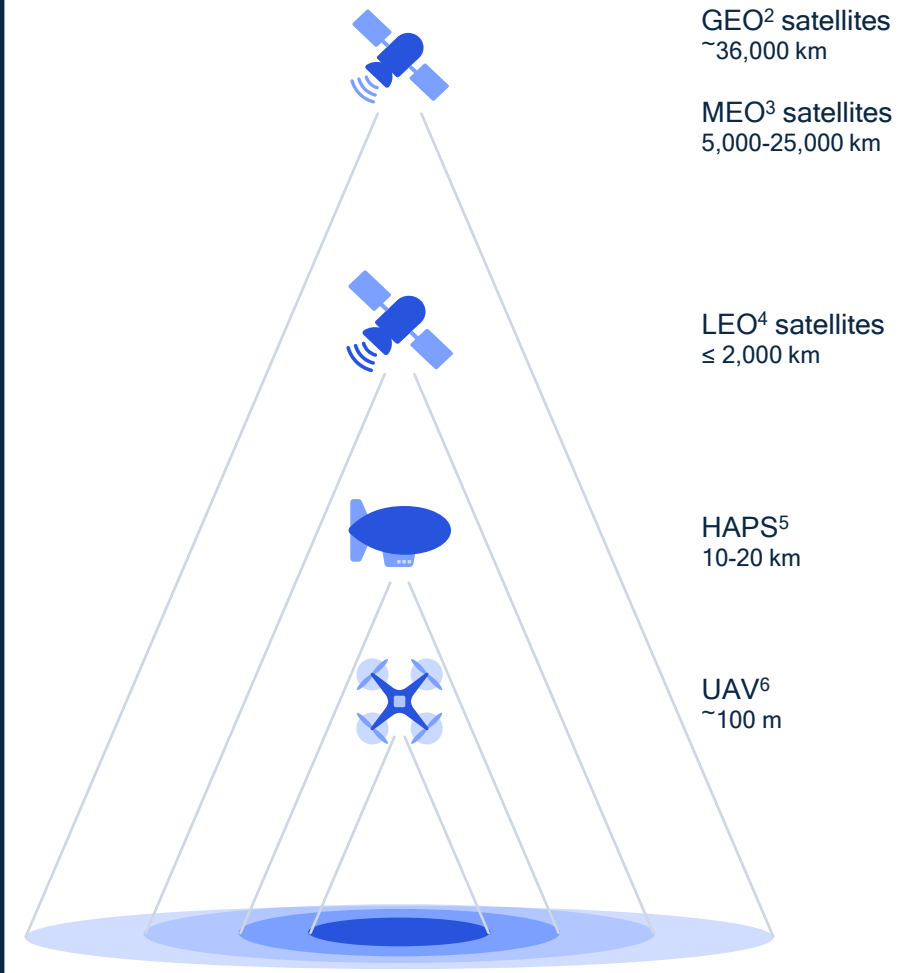 GEO² satellites
~36,000 km
MEO³ satellites
5,000-25,000 km
LEO⁴ satellites
≤ 2,000 km
HAPS⁵
10-20 km
UAV⁶
~100 m